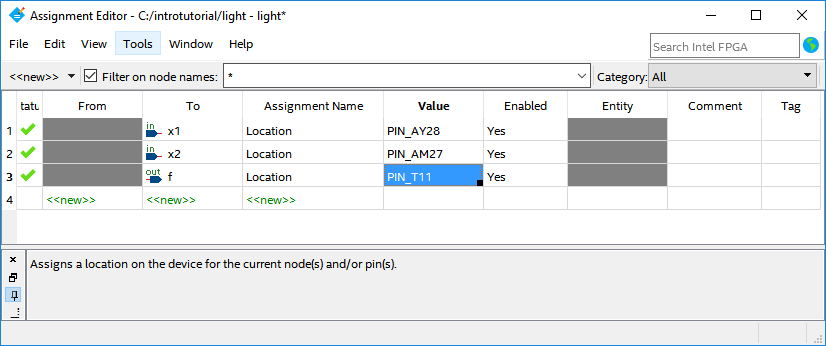 Assignment Editor - C:/introtutorial/light - light*
File Edit View Tools Window Help
Search Intel FPGA
<<new>> Filter on node names: * Category: All
tatu From To Assignment Name Value Enabled Entity Comment Tag
1 in x1 Location PIN_AY28 Yes
2 in x2 Location PIN_AM27 Yes
3 out f Location PIN_T11 Yes
4 <<new>> <<new>> <<new>>
Assigns a location on the device for the current node(s) and/or pin(s).